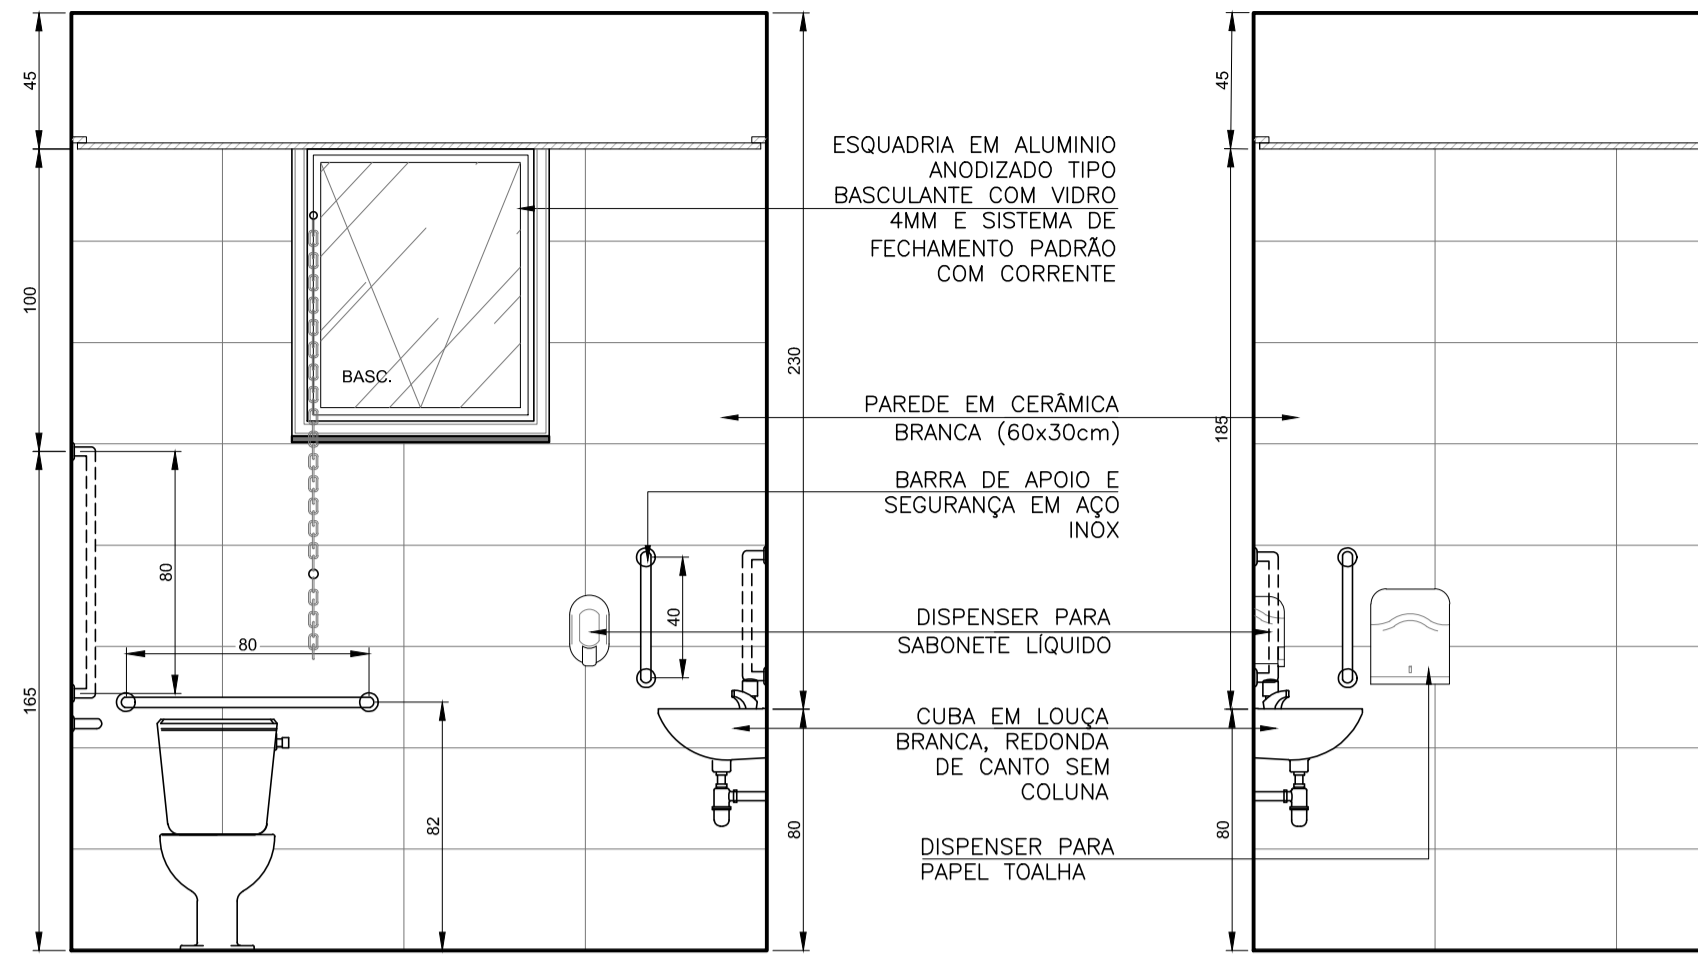 45
100
165
BASC.
80
80
82
40
230
80
ESQUADRIA EM ALUMINIO
ANODIZADO TIPO
BASCULANTE COM VIDRO
4MM E SISTEMA DE
FECHAMENTO PADRÃO
COM CORRENTE
PAREDE EM CERÂMICA
BRANCA (60x30cm)
BARRA DE APOIO E
SEGURANÇA EM AÇO
INOX
DISPENSER PARA
SABONETE LÍQUIDO
CUBA EM LOUÇA
BRANCA, REDONDA
DE CANTO SEM
COLUNA
DISPENSER PARA
PAPEL TOALHA
45
185
80